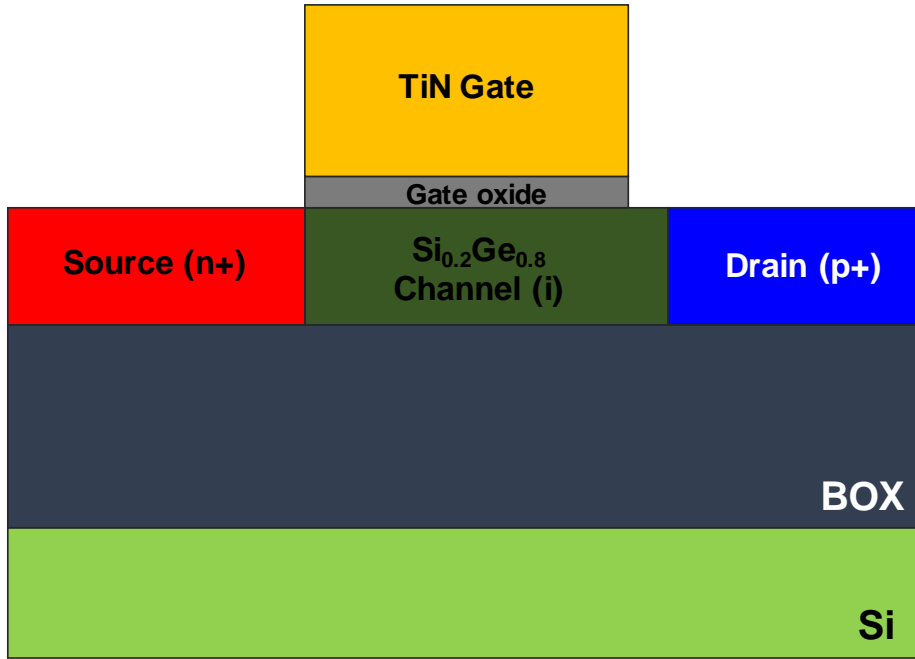 TiN Gate
Gate oxide
Source (n+)
Si₀.₂Ge₀.₈
Channel (i)
Drain (p+)
BOX
Si